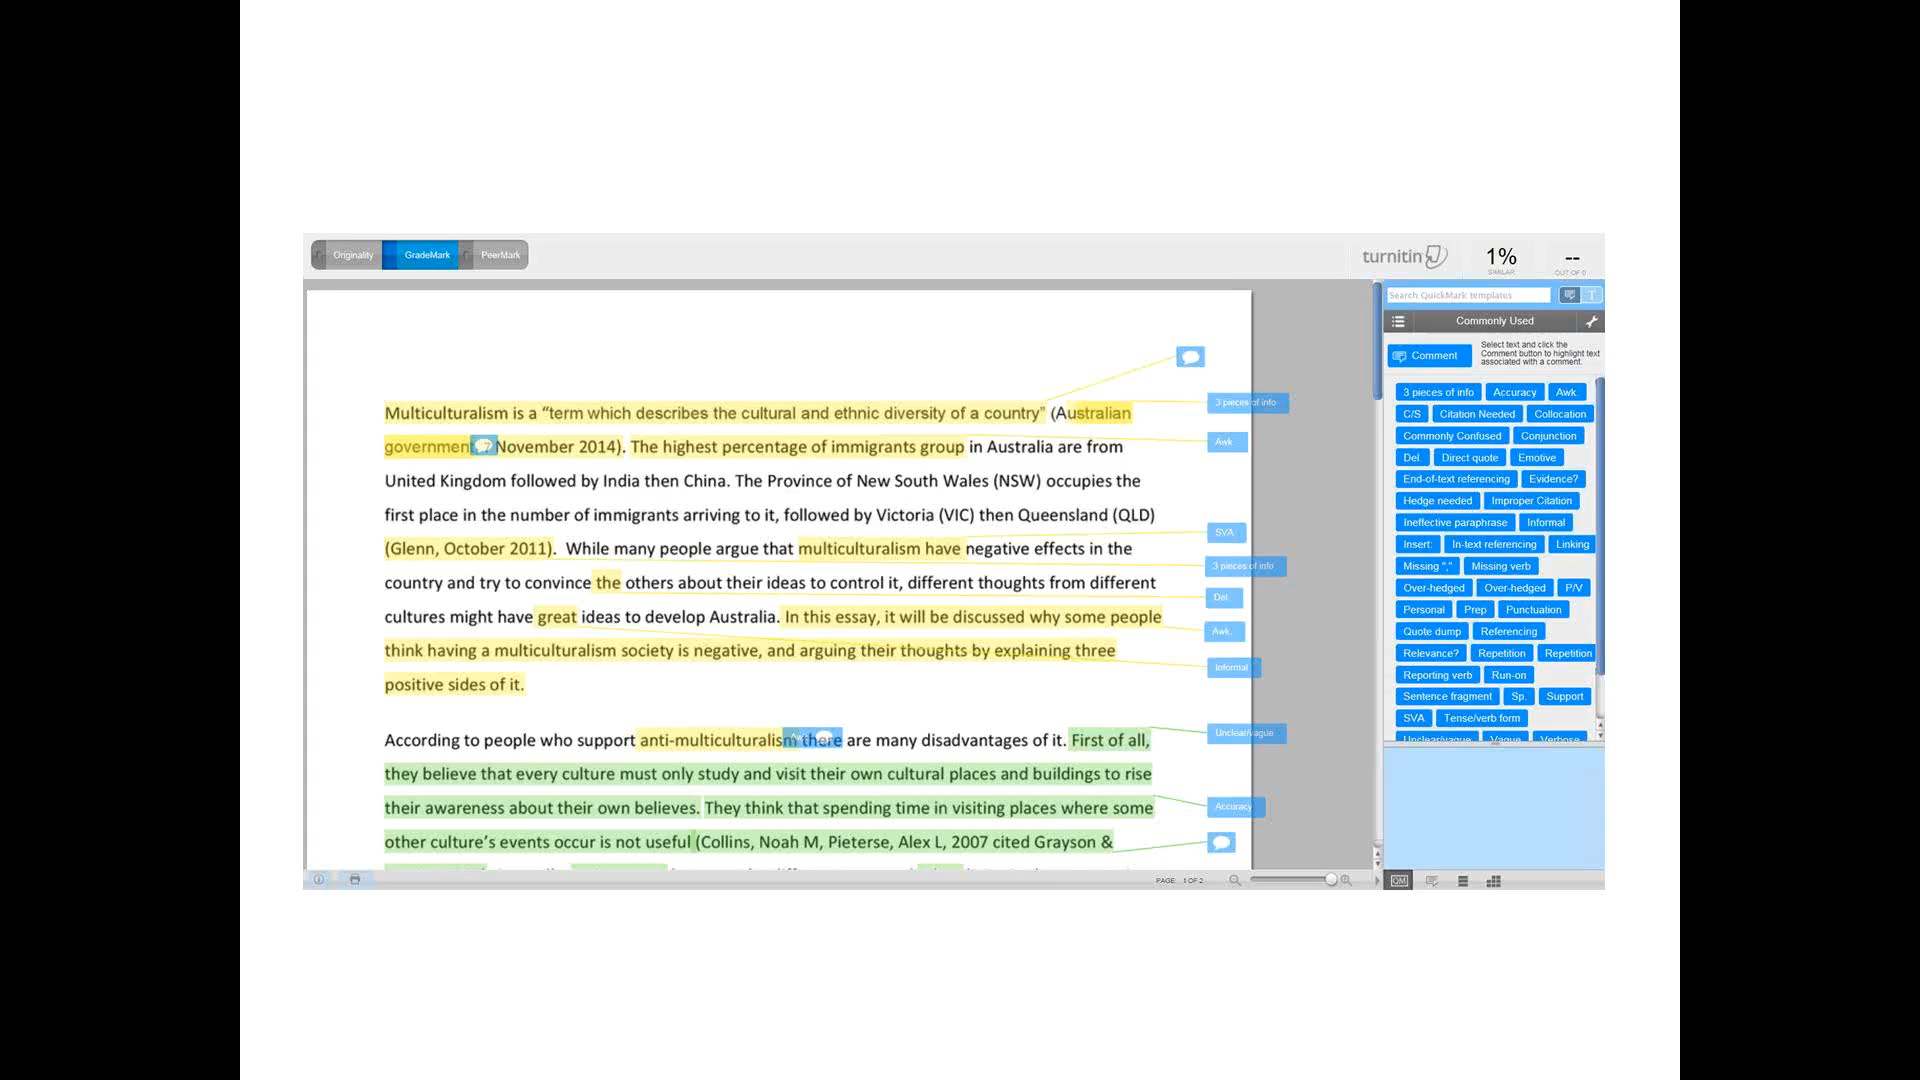 Originality GradeMark PeerMark
turnitin 1% --
SIMILAR OUT OF 0
Search QuickMark templates T
Commonly Used
Comment
Select text and click the
Comment button to highlight text
associated with a comment.
Multiculturalism is a “term which describes the cultural and ethnic diversity of a country” (Australian
government, 7 November 2014). The highest percentage of immigrants group in Australia are from
United Kingdom followed by India then China. The Province of New South Wales (NSW) occupies the
first place in the number of immigrants arriving to it, followed by Victoria (VIC) then Queensland (QLD)
(Glenn, October 2011). While many people argue that multiculturalism have negative effects in the
country and try to convince the others about their ideas to control it, different thoughts from different
cultures might have great ideas to develop Australia. In this essay, it will be discussed why some people
think having a multiculturalism society is negative, and arguing their thoughts by explaining three
positive sides of it.
According to people who support anti-multiculturalism there are many disadvantages of it. First of all,
they believe that every culture must only study and visit their own cultural places and buildings to rise
their awareness about their own believes. They think that spending time in visiting places where some
other culture’s events occur is not useful (Collins, Noah M, Pieterse, Alex L, 2007 cited Grayson &
3 pieces of info
Awk
SVA
3 pieces of info
Del.
Awk.
Informal
Unclear/vague
Accuracy
3 pieces of info Accuracy Awk.
C/S Citation Needed Collocation
Commonly Confused Conjunction
Del. Direct quote Emotive
End-of-text referencing Evidence?
Hedge needed Improper Citation
Ineffective paraphrase Informal
Insert: In-text referencing Linking
Missing "," Missing verb
Over-hedged Over-hedged P/V
Personal Prep Punctuation
Quote dump Referencing
Relevance? Repetition Repetition
Reporting verb Run-on
Sentence fragment Sp. Support
SVA Tense/verb form
Unclear/vague Vague Verbose
PAGE: 1 OF 2
QM